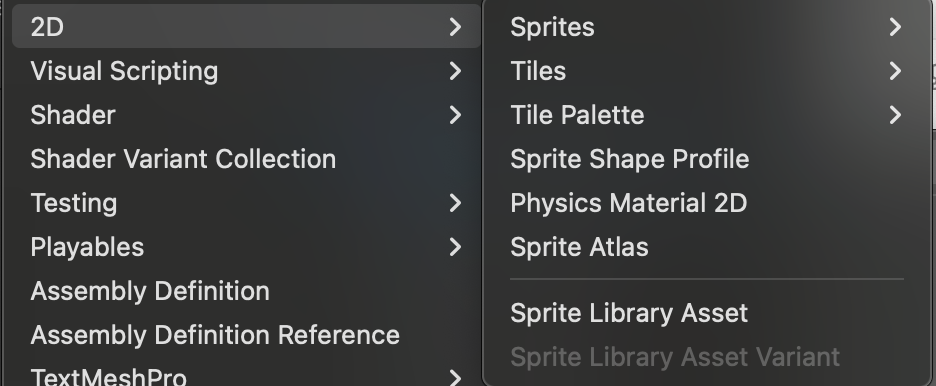 2D
Visual Scripting
Shader
Shader Variant Collection
Testing
Playables
Assembly Definition
Assembly Definition Reference
TextMeshPro
Sprites
Tiles
Tile Palette
Sprite Shape Profile
Physics Material 2D
Sprite Atlas
Sprite Library Asset
Sprite Library Asset Variant